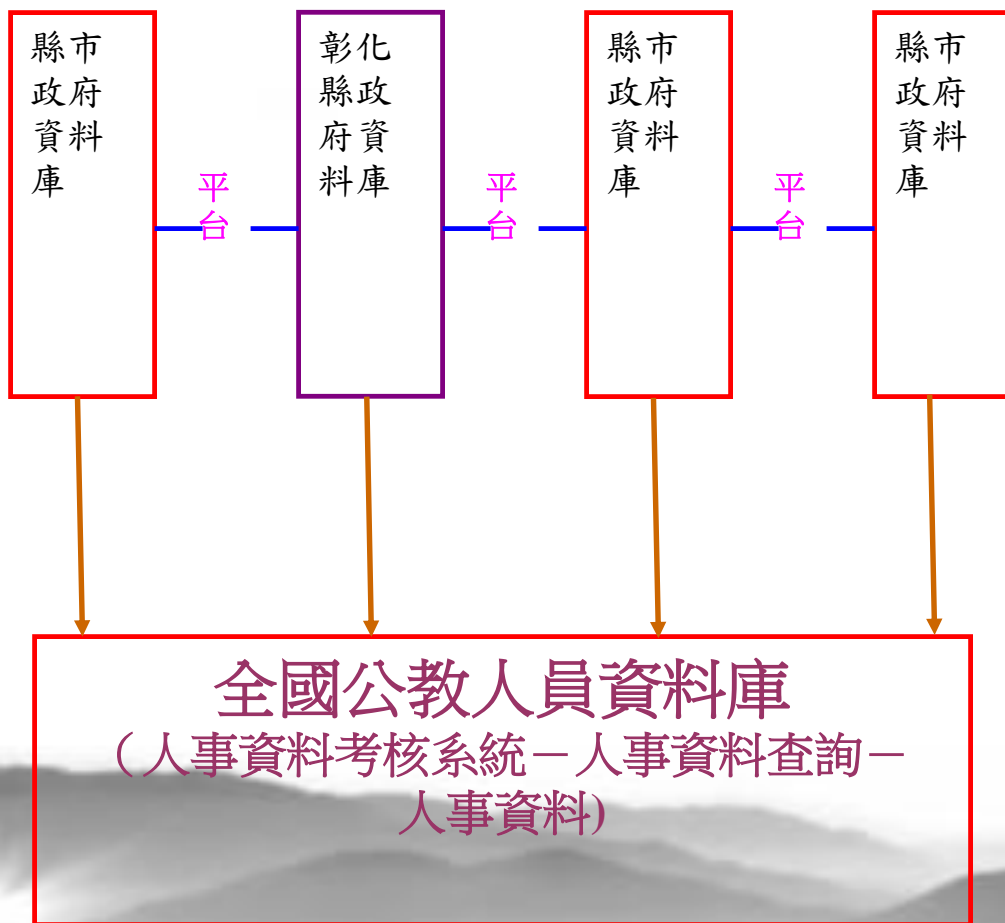 縣市
政府
資料
庫
彰化
縣政
府資
料庫
縣市
政府
資料
庫
縣市
政府
資料
庫
平
台
平
台
平
台
全國公教人員資料庫
（人事資料考核系統－人事資料查詢－
人事資料)